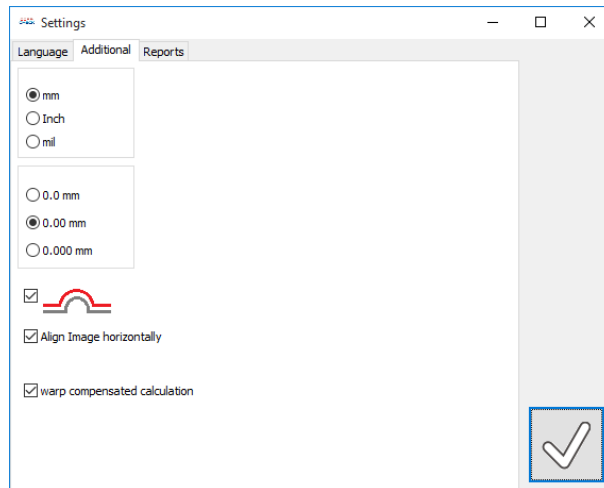 Settings
Language Additional Reports
mm
Inch
mil
0.0 mm
0.00 mm
0.000 mm
Align Image horizontally
warp compensated calculation